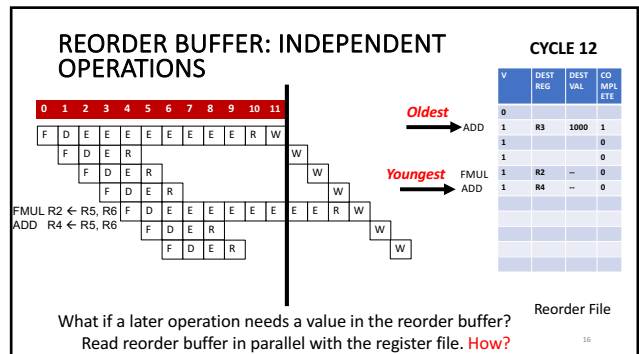 REORDER BUFFER: INDEPENDENT
OPERATIONS
CYCLE 12
0 1 2 3 4 5 6 7 8 9 10 11
F D E E E E E E E E R W
F D E R W
F D E R W
F D E R W
FMUL R2 ← R5, R6 F D E E E E E E E E R W
ADD R4 ← R5, R6 F D E R W
F D E R W
Oldest
ADD
Youngest
FMUL
ADD
V DEST REG DEST VAL CO MPL ETE
0
1 R3 1000 1
1 0
1 0
1 R2 -- 0
1 R4 -- 0
Reorder File
What if a later operation needs a value in the reorder buffer?
Read reorder buffer in parallel with the register file. How?
16